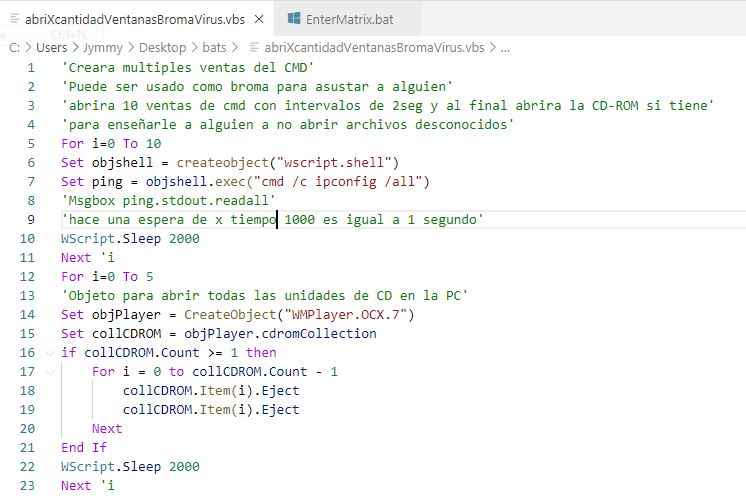 abriXcantidadVentanasBromaVirus.vbs × EnterMatrix.bat
C: > Users > Jymmy > Desktop > bats > abriXcantidadVentanasBromaVirus.vbs > ...
1 'Creara multiples ventas del CMD'
2 'Puede ser usado como broma para asustar a alguien'
3 'abrira 10 ventas de cmd con intervalos de 2seg y al final abrira la CD-ROM si tiene'
4 'para enseñarle a alguien a no abrir archivos desconocidos'
5 For i=0 To 10
6 Set objshell = createobject("wscript.shell")
7 Set ping = objshell.exec("cmd /c ipconfig /all")
8 'Msgbox ping.stdout.readall'
9 'hace una espera de x tiempo 1000 es igual a 1 segundo'
10 WScript.Sleep 2000
11 Next 'i
12 For i=0 To 5
13 'Objeto para abrir todas las unidades de CD en la PC'
14 Set objPlayer = CreateObject("WMPlayer.OCX.7")
15 Set collCDROM = objPlayer.cdromCollection
16 if collCDROM.Count >= 1 then
17 For i = 0 to collCDROM.Count - 1
18 collCDROM.Item(i).Eject
19 collCDROM.Item(i).Eject
20 Next
21 End If
22 WScript.Sleep 2000
23 Next 'i